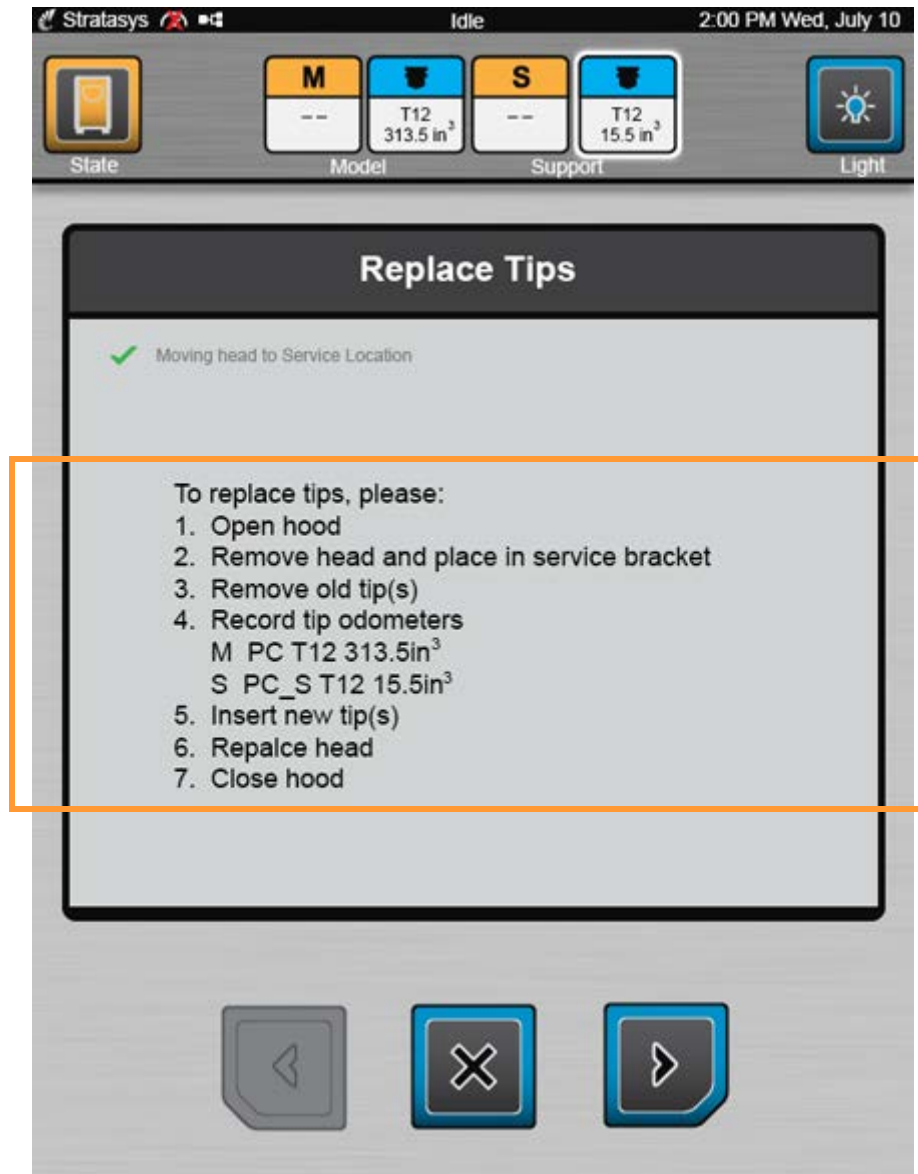 Stratasys Idle 2:00 PM Wed, July 10
M S
-- T12 -- T12
313.5 in³ 15.5 in³
State Model Support Light
Replace Tips
Moving head to Service Location
To replace tips, please:
1. Open hood
2. Remove head and place in service bracket
3. Remove old tip(s)
4. Record tip odometers
M PC T12 313.5in³
S PC_S T12 15.5in³
5. Insert new tip(s)
6. Repalce head
7. Close hood